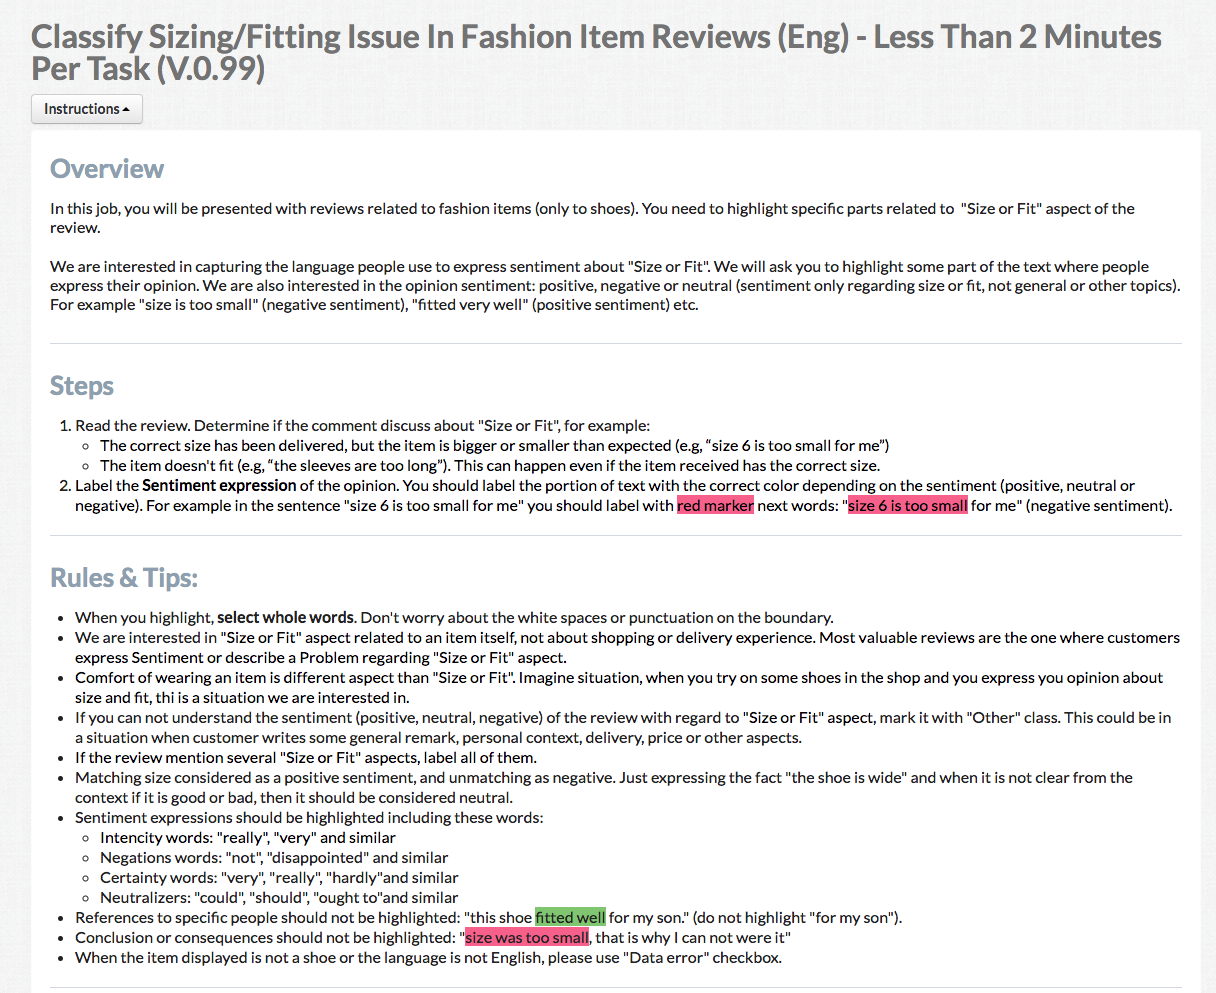 Classify Sizing/Fitting Issue In Fashion Item Reviews (Eng) - Less Than 2 Minutes
Per Task (V.0.99)
Instructions
Overview
In this job, you will be presented with reviews related to fashion items (only to shoes). You need to highlight specific parts related to "Size or Fit" aspect of the
review.
We are interested in capturing the language people use to express sentiment about "Size or Fit". We will ask you to highlight some part of the text where people
express their opinion. We are also interested in the opinion sentiment: positive, negative or neutral (sentiment only regarding size or fit, not general or other topics).
For example "size is too small" (negative sentiment), "fitted very well" (positive sentiment) etc.
Steps
1. Read the review. Determine if the comment discuss about "Size or Fit", for example:
◦ The correct size has been delivered, but the item is bigger or smaller than expected (e.g, “size 6 is too small for me”)
◦ The item doesn't fit (e.g, “the sleeves are too long”). This can happen even if the item received has the correct size.
2. Label the Sentiment expression of the opinion. You should label the portion of text with the correct color depending on the sentiment (positive, neutral or
negative). For example in the sentence "size 6 is too small for me" you should label with red marker next words: "size 6 is too small for me" (negative sentiment).
Rules & Tips:
• When you highlight, select whole words. Don't worry about the white spaces or punctuation on the boundary.
• We are interested in "Size or Fit" aspect related to an item itself, not about shopping or delivery experience. Most valuable reviews are the one where customers
express Sentiment or describe a Problem regarding "Size or Fit" aspect.
• Comfort of wearing an item is different aspect than "Size or Fit". Imagine situation, when you try on some shoes in the shop and you express you opinion about
size and fit, thi is a situation we are interested in.
• If you can not understand the sentiment (positive, neutral, negative) of the review with regard to "Size or Fit" aspect, mark it with "Other" class. This could be in
a situation when customer writes some general remark, personal context, delivery, price or other aspects.
• If the review mention several "Size or Fit" aspects, label all of them.
• Matching size considered as a positive sentiment, and unmatching as negative. Just expressing the fact "the shoe is wide" and when it is not clear from the
context if it is good or bad, then it should be considered neutral.
• Sentiment expressions should be highlighted including these words:
◦ Intencity words: "really", "very" and similar
◦ Negations words: "not", "disappointed" and similar
◦ Certainty words: "very", "really", "hardly"and similar
◦ Neutralizers: "could", "should", "ought to"and similar
• References to specific people should not be highlighted: "this shoe fitted well for my son." (do not highlight "for my son").
• Conclusion or consequences should not be highlighted: "size was too small, that is why I can not were it"
• When the item displayed is not a shoe or the language is not English, please use "Data error" checkbox.